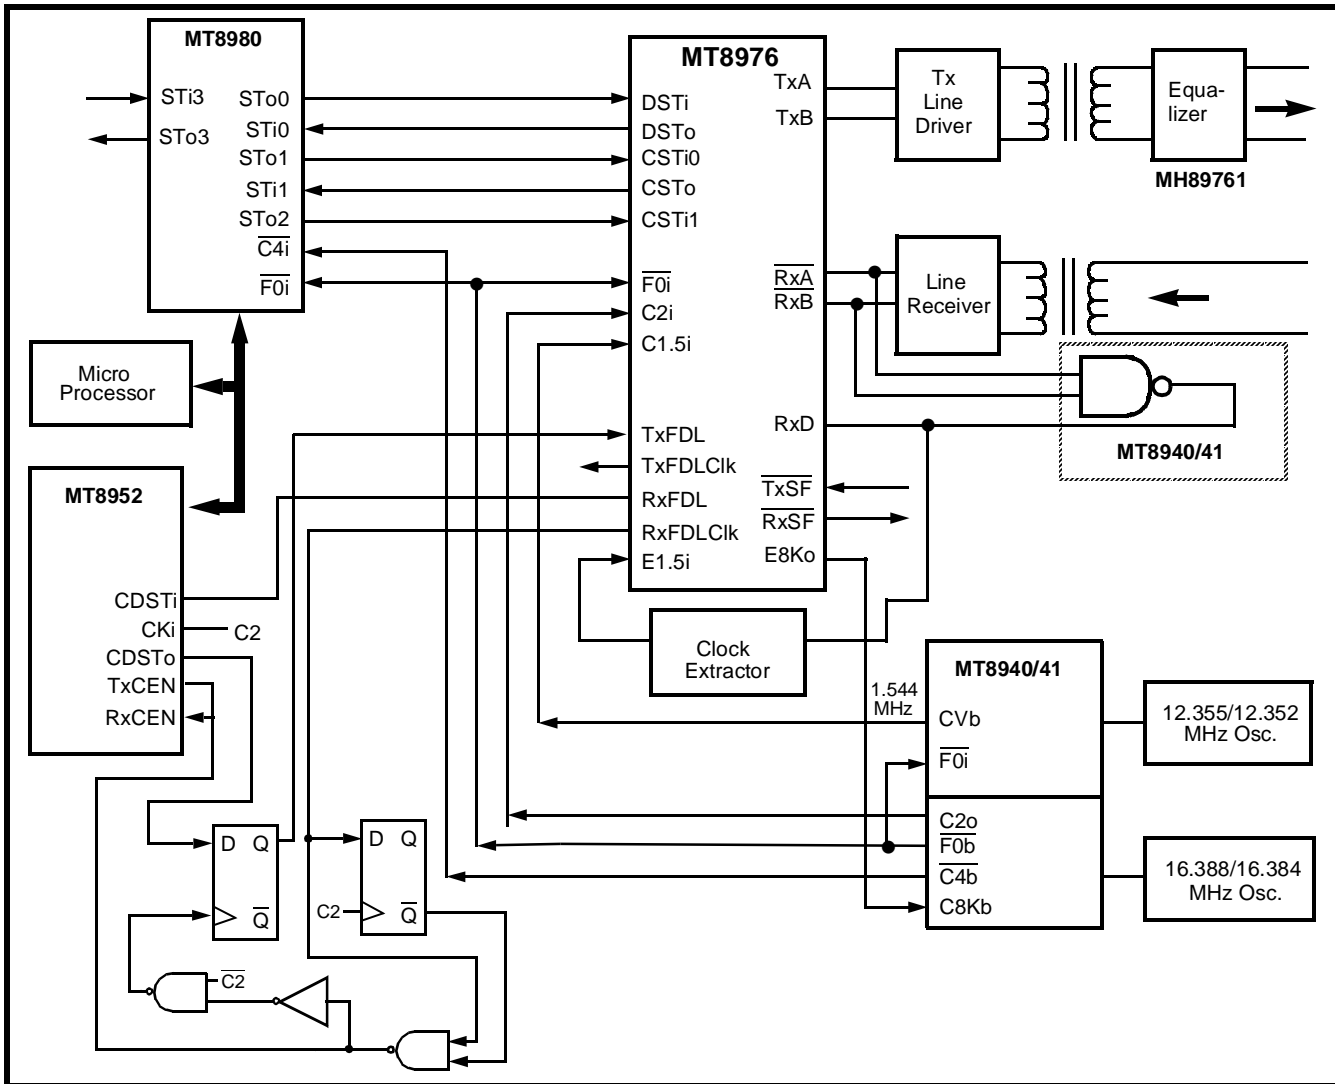 MT8980
STi3
STo3
STo0
STi0
STo1
STi1
STo2
C4i
F0i
MT8976
DSTi
DSTo
CSTi0
CSTo
CSTi1
F0i
C2i
C1.5i
TxFDL
TxFDLClk
RxFDL
RxFDLClk
E1.5i
TxA
TxB
RxA
RxB
RxD
TxSF
RxSF
E8Ko
Tx
Line
Driver
Equa-
lizer
MH89761
Line
Receiver
MT8940/41
Micro
Processor
MT8952
CDSTi
CKi
C2
CDSTo
TxCEN
RxCEN
Clock
Extractor
1.544
MHz
MT8940/41
CVb
F0i
C2o
F0b
C4b
C8Kb
12.355/12.352
MHz Osc.
16.388/16.384
MHz Osc.
D Q
Q
D Q
C2
Q
C2